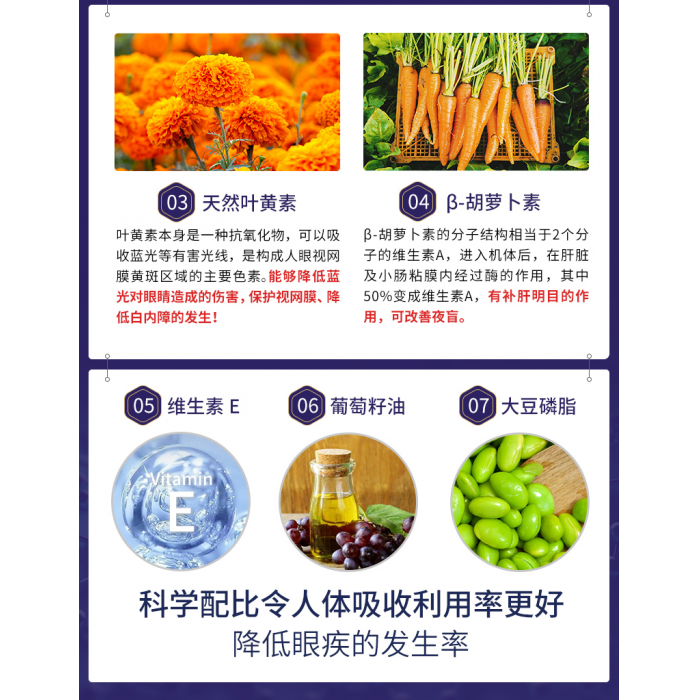 03 天然叶黄素
叶黄素本身是一种抗氧化物，可以吸
收蓝光等有害光线，是构成人眼视网
膜黄斑区域的主要色素。能够降低蓝
光对眼睛造成的伤害，保护视网膜、降
低白内障的发生！
04 β-胡萝卜素
β-胡萝卜素的分子结构相当于2个分
子的维生素A，进入机体后，在肝脏
及小肠粘膜内经过酶的作用，其中
50%变成维生素A，有补肝明目的作
用，可改善夜盲。
05 维生素 E
06 葡萄籽油
07 大豆磷脂
Vitamin
E
科学配比令人体吸收利用率更好
降低眼疾的发生率